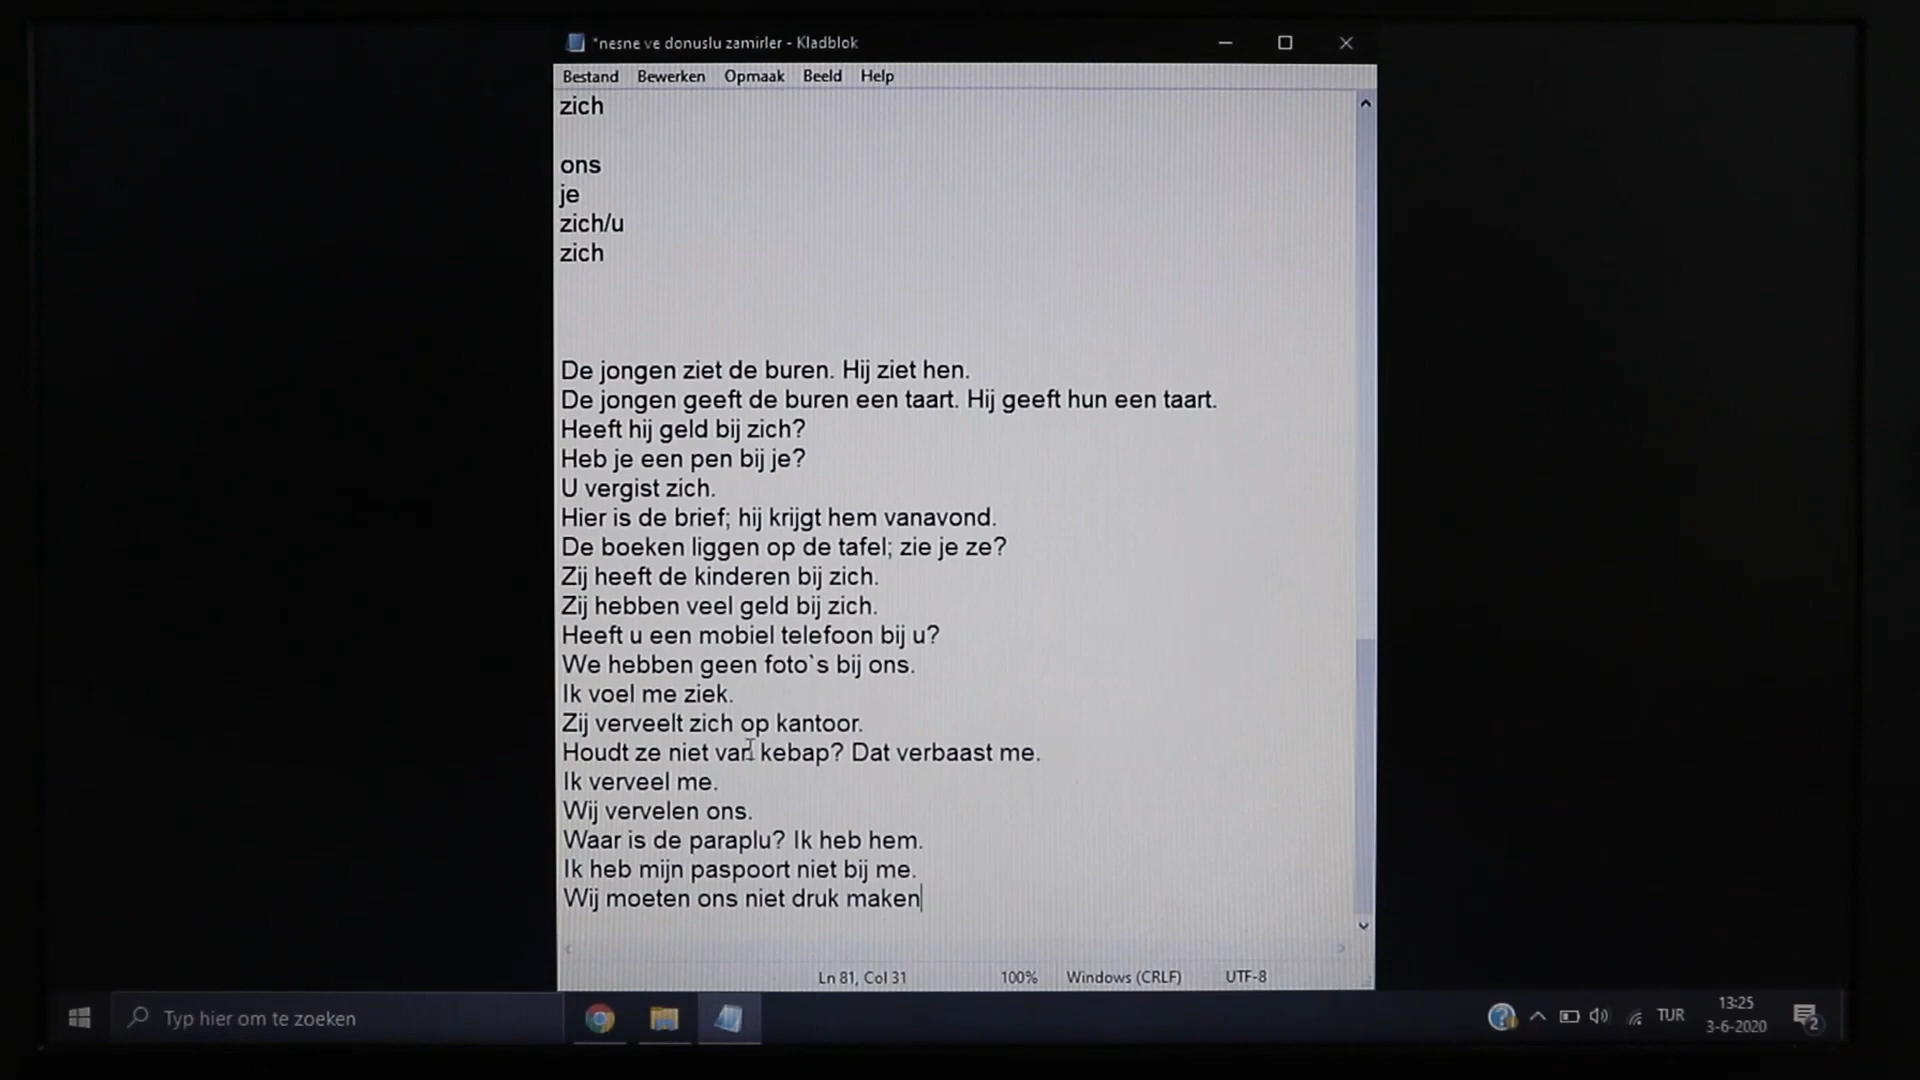 *nesne ve donuslu zamirler - Kladblok
Bestand Bewerken Opmaak Beeld Help
zich
ons
je
zich/u
zich
De jongen ziet de buren. Hij ziet hen.
De jongen geeft de buren een taart. Hij geeft hun een taart.
Heeft hij geld bij zich?
Heb je een pen bij je?
U vergist zich.
Hier is de brief; hij krijgt hem vanavond.
De boeken liggen op de tafel; zie je ze?
Zij heeft de kinderen bij zich.
Zij hebben veel geld bij zich.
Heeft u een mobiel telefoon bij u?
We hebben geen foto`s bij ons.
Ik voel me ziek.
Zij verveelt zich op kantoor.
Houdt ze niet van kebap? Dat verbaast me.
Ik verveel me.
Wij vervelen ons.
Waar is de paraplu? Ik heb hem.
Ik heb mijn paspoort niet bij me.
Wij moeten ons niet druk maken
Ln 81, Col 31 100% Windows (CRLF) UTF-8
Typ hier om te zoeken
TUR
13:25
3-6-2020
2